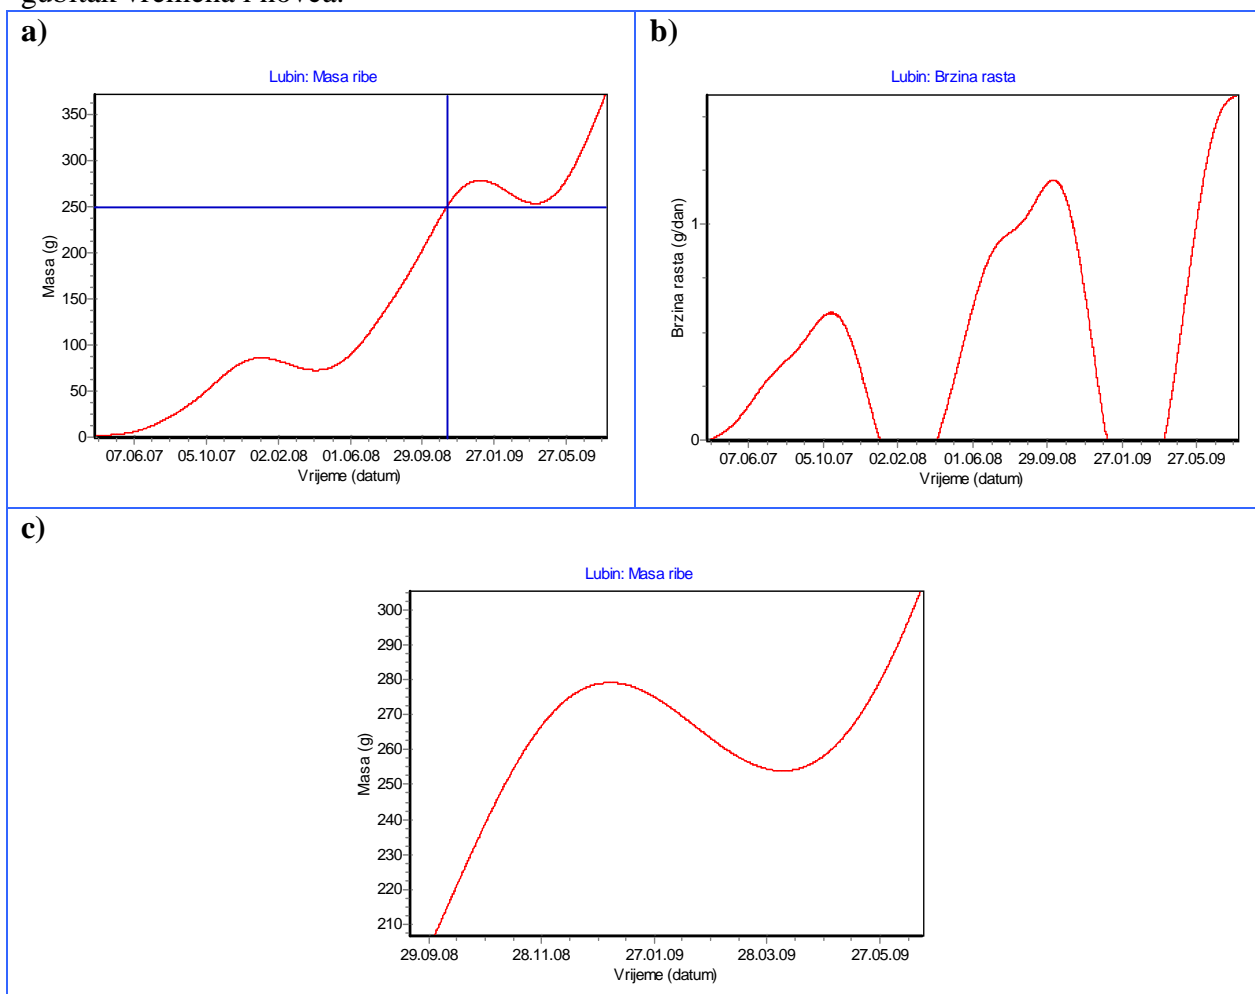 a)
Lubin: Masa ribe
Masa (g)
350
300
250
200
150
100
50
0
07.06.07 05.10.07 02.02.08 01.06.08 29.09.08 27.01.09 27.05.09
Vrijeme (datum)
b)
Lubin: Brzina rasta
Brzina rasta (g/dan)
1
0
07.06.07 05.10.07 02.02.08 01.06.08 29.09.08 27.01.09 27.05.09
Vrijeme (datum)
c)
Lubin: Masa ribe
Masa (g)
300
290
280
270
260
250
240
230
220
210
29.09.08 28.11.08 27.01.09 28.03.09 27.05.09
Vrijeme (datum)